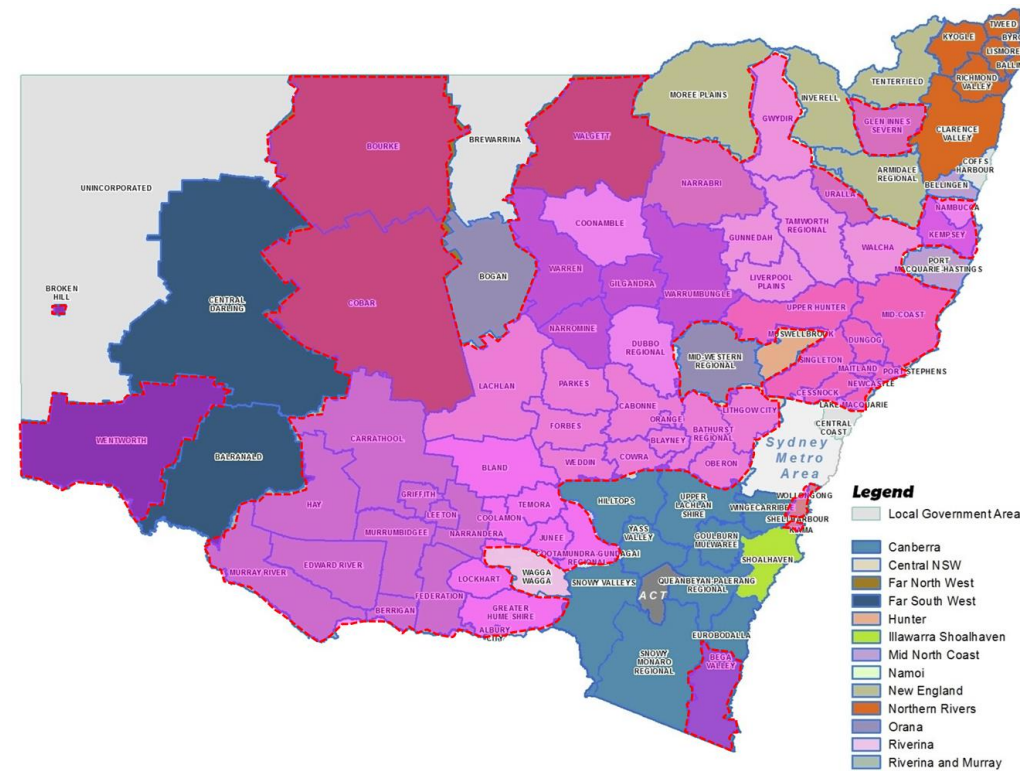 TWEED
KYOGLE
BYR
LISMORE
BALLIN
TENTERFIELD
RICHMOND
VALLEY
MOREE PLAINS
INVERELL
GWYDIR
GLEN INNES
SEVERN
CLARENCE
VALLEY
WALGETT
BREWARRINA
BOURKE
COFFS
HARBOUR
ARMIDALE
REGIONAL
BELLINGEN
UNINCORPORATED
NARRABRI
URALLA
NAMBUCCA
COONAMBLE
TAMWORTH
REGIONAL
KEMPSEY
GUNNEDAH
WALCHA
PORT
MACQUARIE-HASTINGS
BOGAN
WARREN
GILGANDRA
LIVERPOOL
PLAINS
WARRUMBUNGLE
BROKEN
HILL
CENTRAL
DARLING
COBAR
UPPER HUNTER
MID-COAST
NARROMINE
MUSWELLBROOK
DUNGOG
DUBBO
REGIONAL
MID-WESTERN
REGIONAL
SINGLETON
MAITLAND
PORT STEPHENS
NEWCASTLE
LACHLAN
PARKES
CESSNOCK
LAKE MACQUARIE
CABONNE
LITHGOW CITY
ORANGE
FORBES
BATHURST
REGIONAL
CENTRAL
COAST
WENTWORTH
CARRATHOOL
BLAYNEY
Sydney
Metro
Area
BALRANALD
BLAND
WEDDIN
COWRA
OBERON
GRIFFITH
HAY
HILLTOPS
UPPER
LACHLAN
SHIRE
WOLLONGONG
WINGECARRIBEE
LEETON
TEMORA
COOLAMON
SHELLHARBOUR
KIAMA
MURRUMBIDGEE
NARRANDERA
JUNEE
YASS
VALLEY
GOULBURN
MULWAREE
COOTAMUNDRA-GUNDAGAI
REGIONAL
SHOALHAVEN
MURRAY RIVER
EDWARD RIVER
LOCKHART
WAGGA
WAGGA
SNOWY VALLEYS
ACT
QUEANBEYAN-PALERANG
REGIONAL
FEDERATION
BERRIGAN
GREATER
HUME SHIRE
ALBURY
CITY
EUROBODALLA
SNOWY
MONARO
REGIONAL
BEGA
VALLEY
Legend
Local Government Area
Canberra
Central NSW
Far North West
Far South West
Hunter
Illawarra Shoalhaven
Mid North Coast
Namoi
New England
Northern Rivers
Orana
Riverina
Riverina and Murray